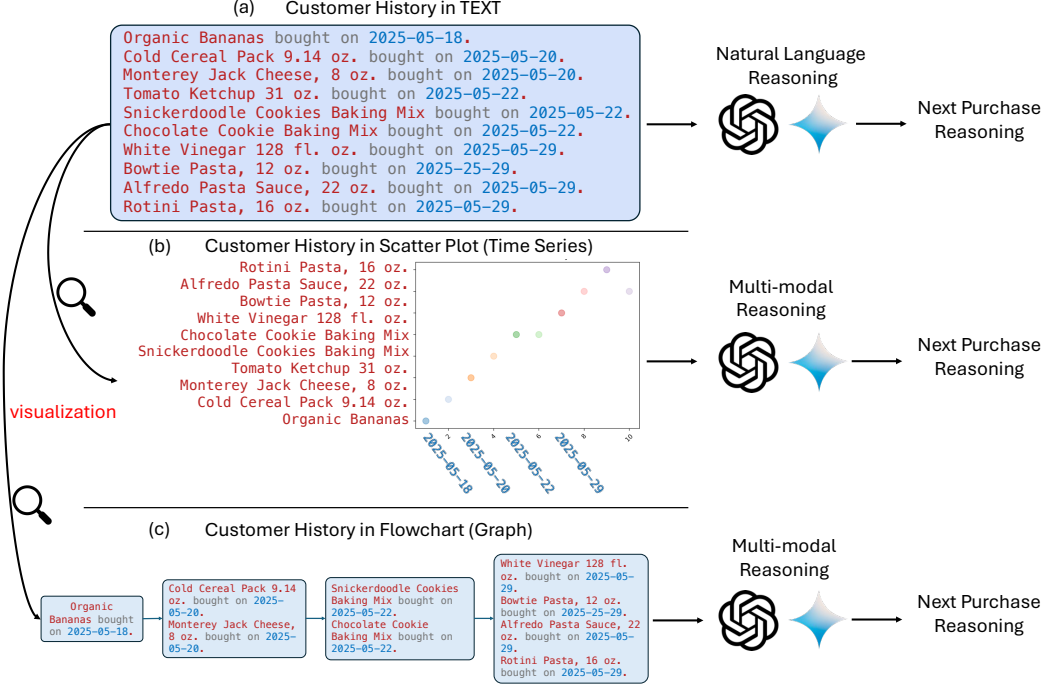 (a) Customer History in TEXT
Organic Bananas bought on 2025-05-18.
Cold Cereal Pack 9.14 oz. bought on 2025-05-20.
Monterey Jack Cheese, 8 oz. bought on 2025-05-20.
Tomato Ketchup 31 oz. bought on 2025-05-22.
Snickerdoodle Cookies Baking Mix bought on 2025-05-22.
Chocolate Cookie Baking Mix bought on 2025-05-22.
White Vinegar 128 fl. oz. bought on 2025-05-29.
Bowtie Pasta, 12 oz. bought on 2025-25-29.
Alfredo Pasta Sauce, 22 oz. bought on 2025-05-29.
Rotini Pasta, 16 oz. bought on 2025-05-29.
Natural Language
Reasoning
Next Purchase
Reasoning
(b) Customer History in Scatter Plot (Time Series)
Rotini Pasta, 16 oz.
Alfredo Pasta Sauce, 22 oz.
Bowtie Pasta, 12 oz.
White Vinegar 128 fl. oz.
Chocolate Cookie Baking Mix
Snickerdoodle Cookies Baking Mix
Tomato Ketchup 31 oz.
Monterey Jack Cheese, 8 oz.
Cold Cereal Pack 9.14 oz.
Organic Bananas
2 4 6 8 10
2025-05-18 2025-05-20 2025-05-22 2025-05-29
Multi-modal
Reasoning
Next Purchase
Reasoning
visualization
(c) Customer History in Flowchart (Graph)
Organic
Bananas bought
on 2025-05-18.
Cold Cereal Pack 9.14
oz. bought on 2025-
05-20.
Monterey Jack Cheese,
8 oz. bought on 2025-
05-20.
Snickerdoodle Cookies
Baking Mix bought on
2025-05-22.
Chocolate Cookie
Baking Mix bought on
2025-05-22.
White Vinegar 128 fl.
oz. bought on 2025-05-
29.
Bowtie Pasta, 12 oz.
bought on 2025-25-29.
Alfredo Pasta Sauce, 22
oz. bought on 2025-05-
29.
Rotini Pasta, 16 oz.
bought on 2025-05-29.
Multi-modal
Reasoning
Next Purchase
Reasoning